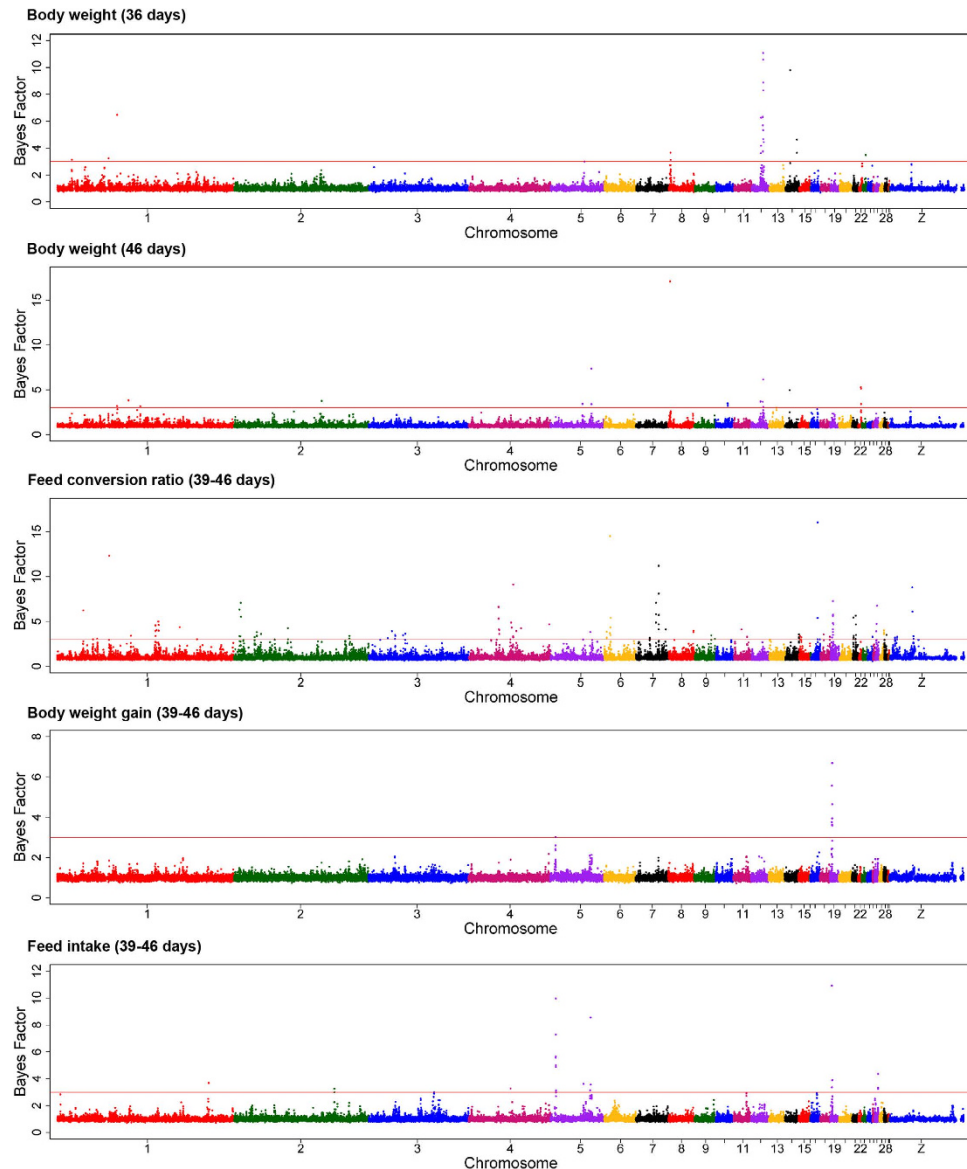 Body weight (36 days)
Bayes Factor
0 2 4 6 8 10 12
1 2 3 4 5 6 7 8 9 11 13 15 19 22 28 Z
Chromosome
Body weight (46 days)
Bayes Factor
0 5 10 15
1 2 3 4 5 6 7 8 9 11 13 15 19 22 28 Z
Chromosome
Feed conversion ratio (39-46 days)
Bayes Factor
0 5 10 15
1 2 3 4 5 6 7 8 9 11 13 15 19 22 28 Z
Chromosome
Body weight gain (39-46 days)
Bayes Factor
0 2 4 6 8
1 2 3 4 5 6 7 8 9 11 13 15 19 22 28 Z
Chromosome
Feed intake (39-46 days)
Bayes Factor
0 2 4 6 8 10 12
1 2 3 4 5 6 7 8 9 11 13 15 19 22 28 Z
Chromosome